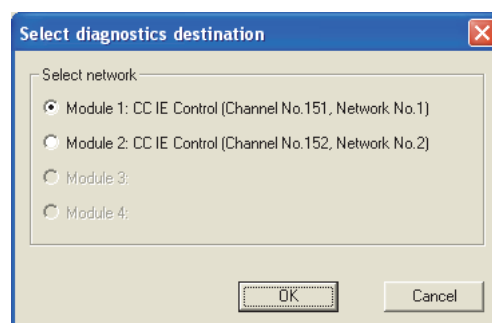 Select diagnostics destination
Select network
Module 1: CC IE Control (Channel No.151, Network No.1)
Module 2: CC IE Control (Channel No.152, Network No.2)
Module 3:
Module 4:
OK
Cancel